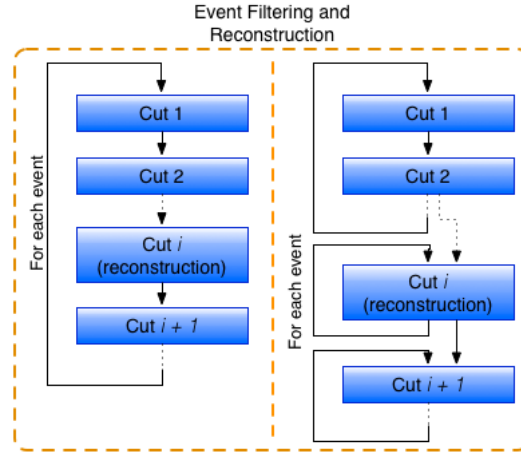 Event Filtering and
Reconstruction
For each event
Cut 1
Cut 2
Cut i
(reconstruction)
Cut i + 1
For each event
Cut 1
Cut 2
Cut i
(reconstruction)
Cut i + 1